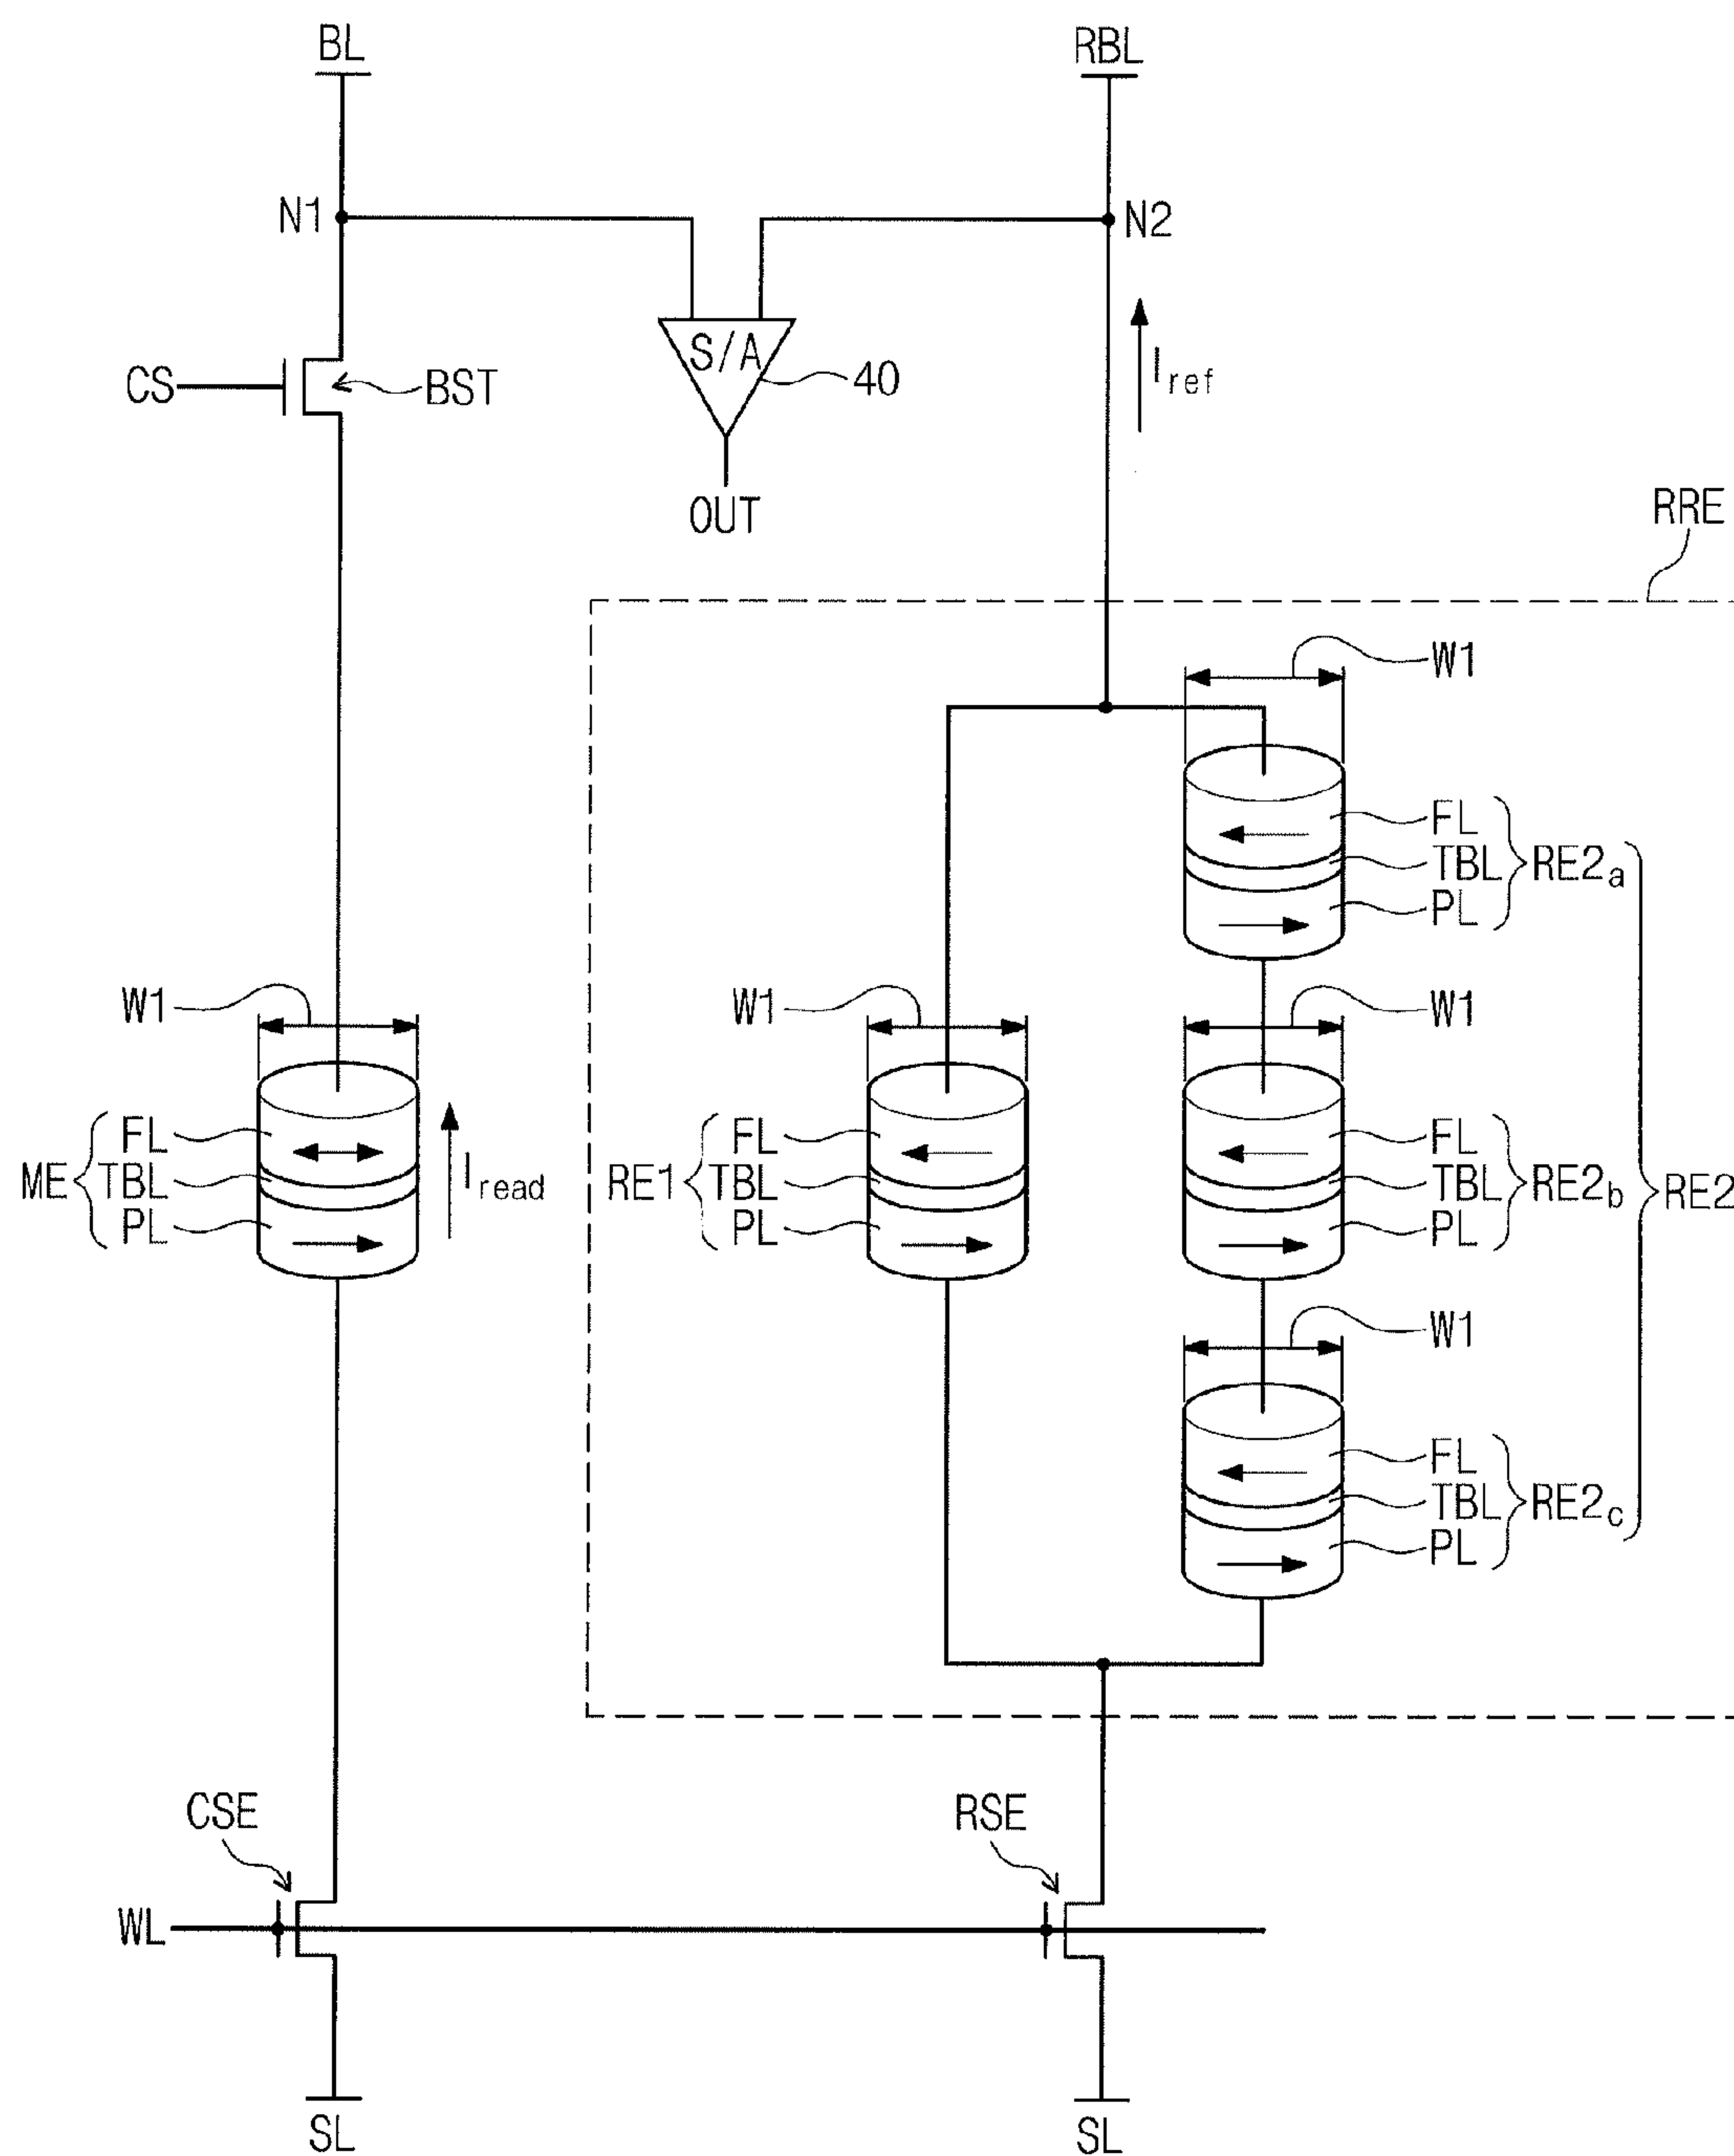 BL
RBL
N1
N2
S/A
CS
BST
40
I_ref
OUT
RRE
W1
FL
TBL
PL
RE2_a
W1
W1
W1
ME
FL
TBL
PL
I_read
RE1
FL
TBL
PL
FL
TBL
PL
RE2_b
RE2
W1
FL
TBL
PL
RE2_c
CSE
RSE
WL
SL
SL